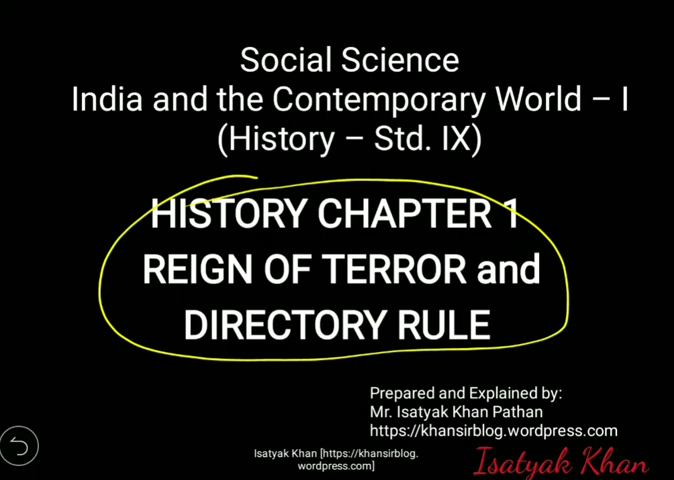 Social Science
India and the Contemporary World – I
(History – Std. IX)
HISTORY CHAPTER 1
REIGN OF TERROR and
DIRECTORY RULE
Prepared and Explained by:
Mr. Isatyak Khan Pathan
https://khansirblog.wordpress.com
Isatyak Khan [https://khansirblog.
wordpress.com]
Isatyak Khan